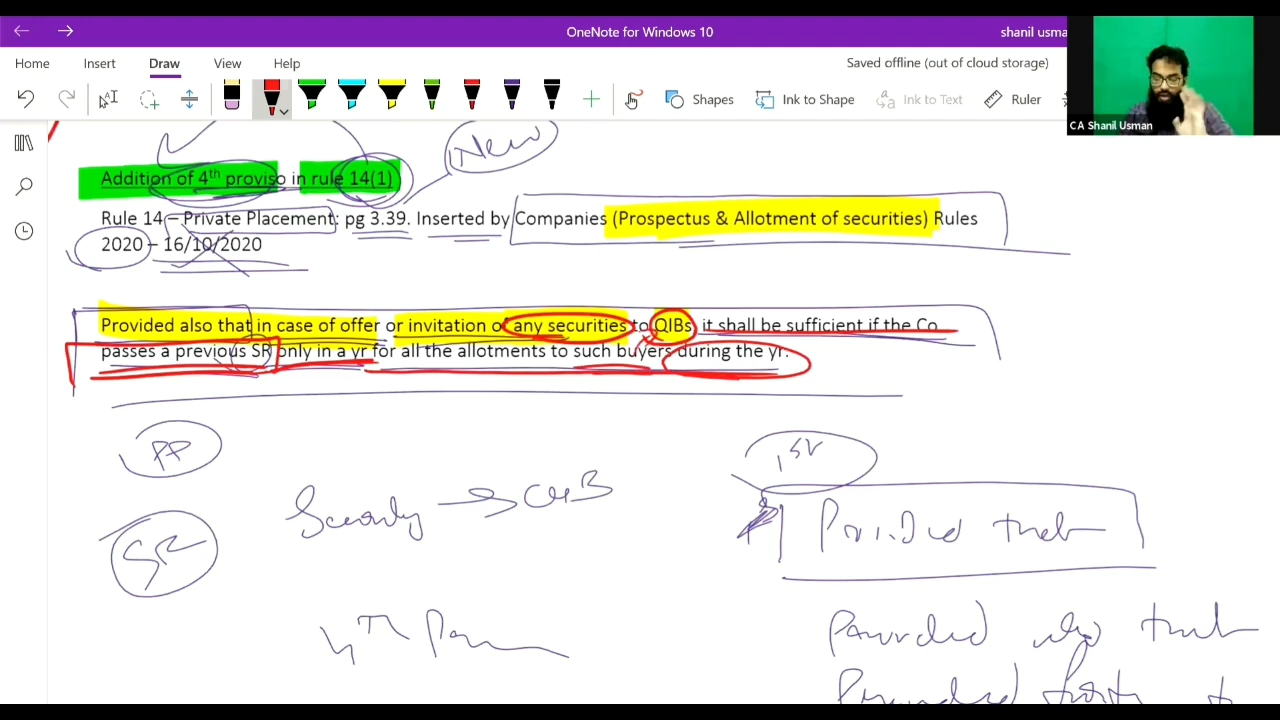 OneNote for Windows 10
shanil usma
Home Insert Draw View Help
Saved offline (out of cloud storage)
Shapes Ink to Shape Ink to Text Ruler
CA Shanil Usman
New
Addition of 4th proviso in rule 14(1)
Rule 14 – Private Placement: pg 3.39. Inserted by Companies (Prospectus & Allotment of securities) Rules
2020 – 16/10/2020
Provided also that in case of offer or invitation of any securities to QIBs, it shall be sufficient if the Co
passes a previous SR only in a yr for all the allotments to such buyers during the yr.
PP
1st
Security → QIB
Provided that
SR
4th
Provided also that
Provided